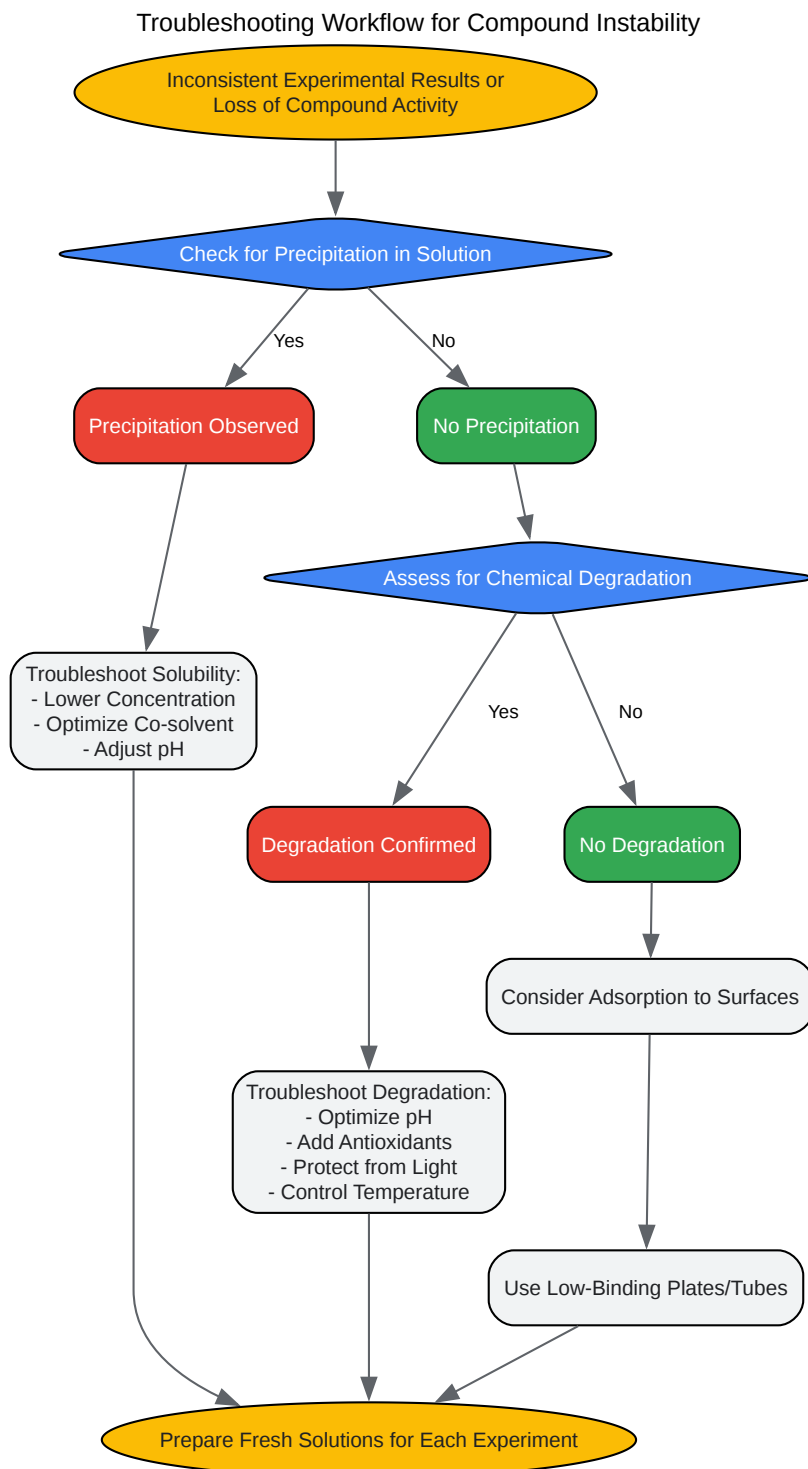 Troubleshooting Workflow for Compound Instability
Inconsistent Experimental Results or
Loss of Compound Activity
Check for Precipitation in Solution
Yes
No
Precipitation Observed
No Precipitation
Assess for Chemical Degradation
Troubleshoot Solubility:
- Lower Concentration
- Optimize Co-solvent
- Adjust pH
Yes
No
Degradation Confirmed
No Degradation
Consider Adsorption to Surfaces
Troubleshoot Degradation:
- Optimize pH
- Add Antioxidants
- Protect from Light
- Control Temperature
Use Low-Binding Plates/Tubes
Prepare Fresh Solutions for Each Experiment